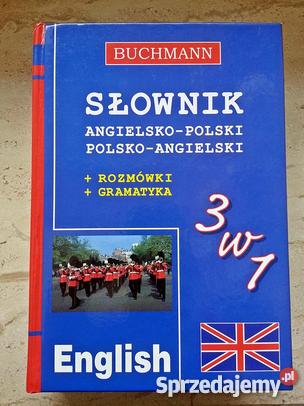 BUCHMANN
SŁOWNIK
ANGIELSKO-POLSKI
POLSKO-ANGIELSKI
+ ROZMÓWKI
+ GRAMATYKA
3 w 1
English
Sprzedajemy.pl